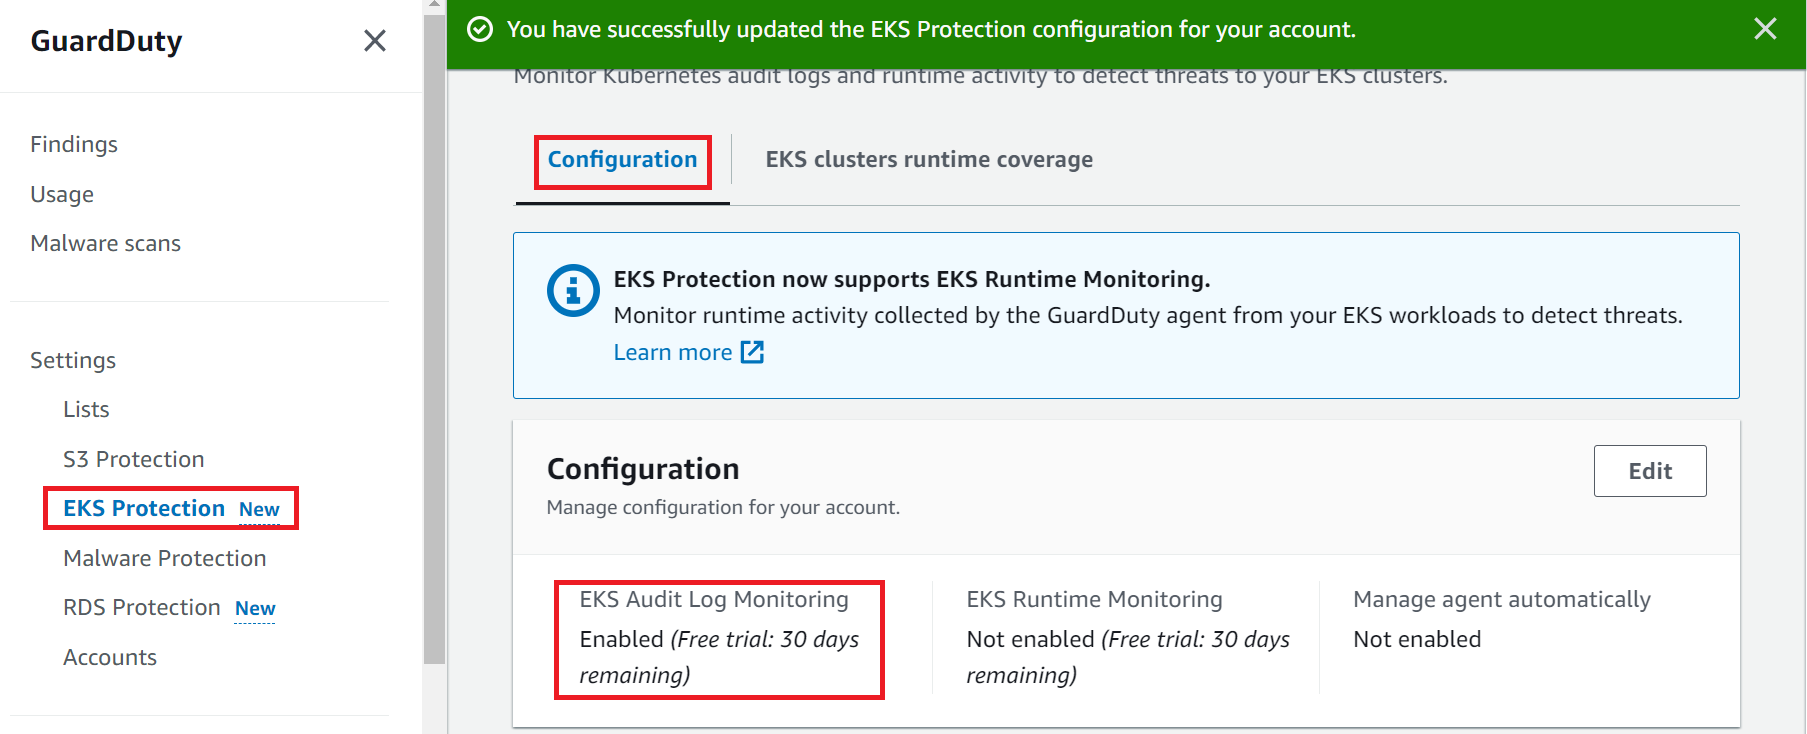 GuardDuty
Findings
Usage
Malware scans
Settings
Lists
S3 Protection
EKS Protection New
Malware Protection
RDS Protection New
Accounts
You have successfully updated the EKS Protection configuration for your account.
Monitor Kubernetes audit logs and runtime activity to detect threats to your EKS clusters.
Configuration
EKS clusters runtime coverage
EKS Protection now supports EKS Runtime Monitoring.
Monitor runtime activity collected by the GuardDuty agent from your EKS workloads to detect threats.
Learn more
Configuration
Edit
Manage configuration for your account.
EKS Audit Log Monitoring
Enabled (Free trial: 30 days
remaining)
EKS Runtime Monitoring
Not enabled (Free trial: 30 days
remaining)
Manage agent automatically
Not enabled